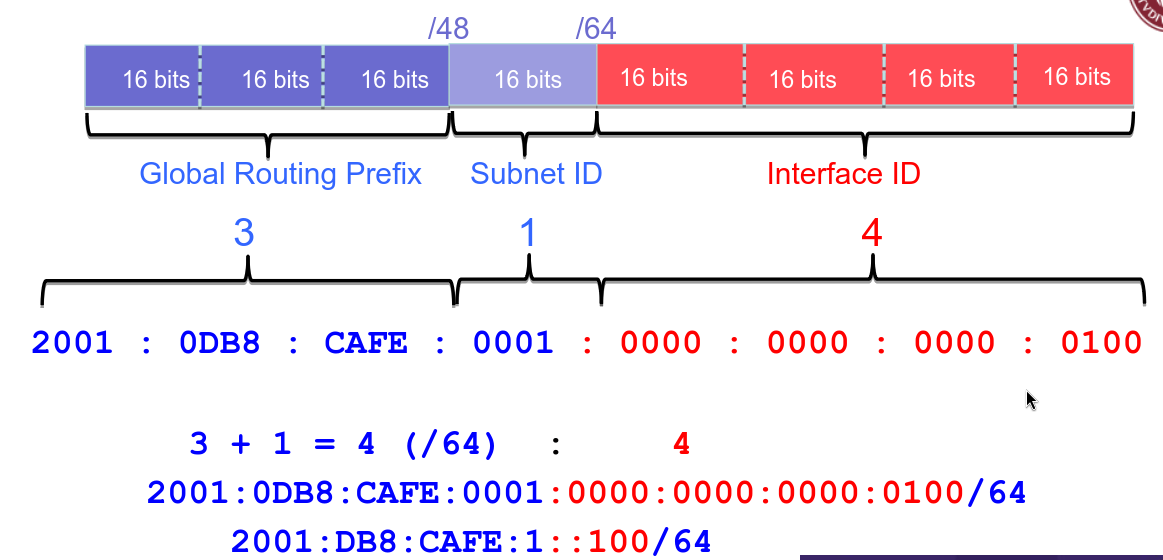 /48 /64
16 bits 16 bits 16 bits 16 bits 16 bits 16 bits 16 bits 16 bits
Global Routing Prefix Subnet ID Interface ID
3 1 4
2001 : 0DB8 : CAFE : 0001 : 0000 : 0000 : 0000 : 0100
3 + 1 = 4 (/64) : 4
2001:0DB8:CAFE:0001:0000:0000:0000:0100/64
2001:DB8:CAFE:1::100/64